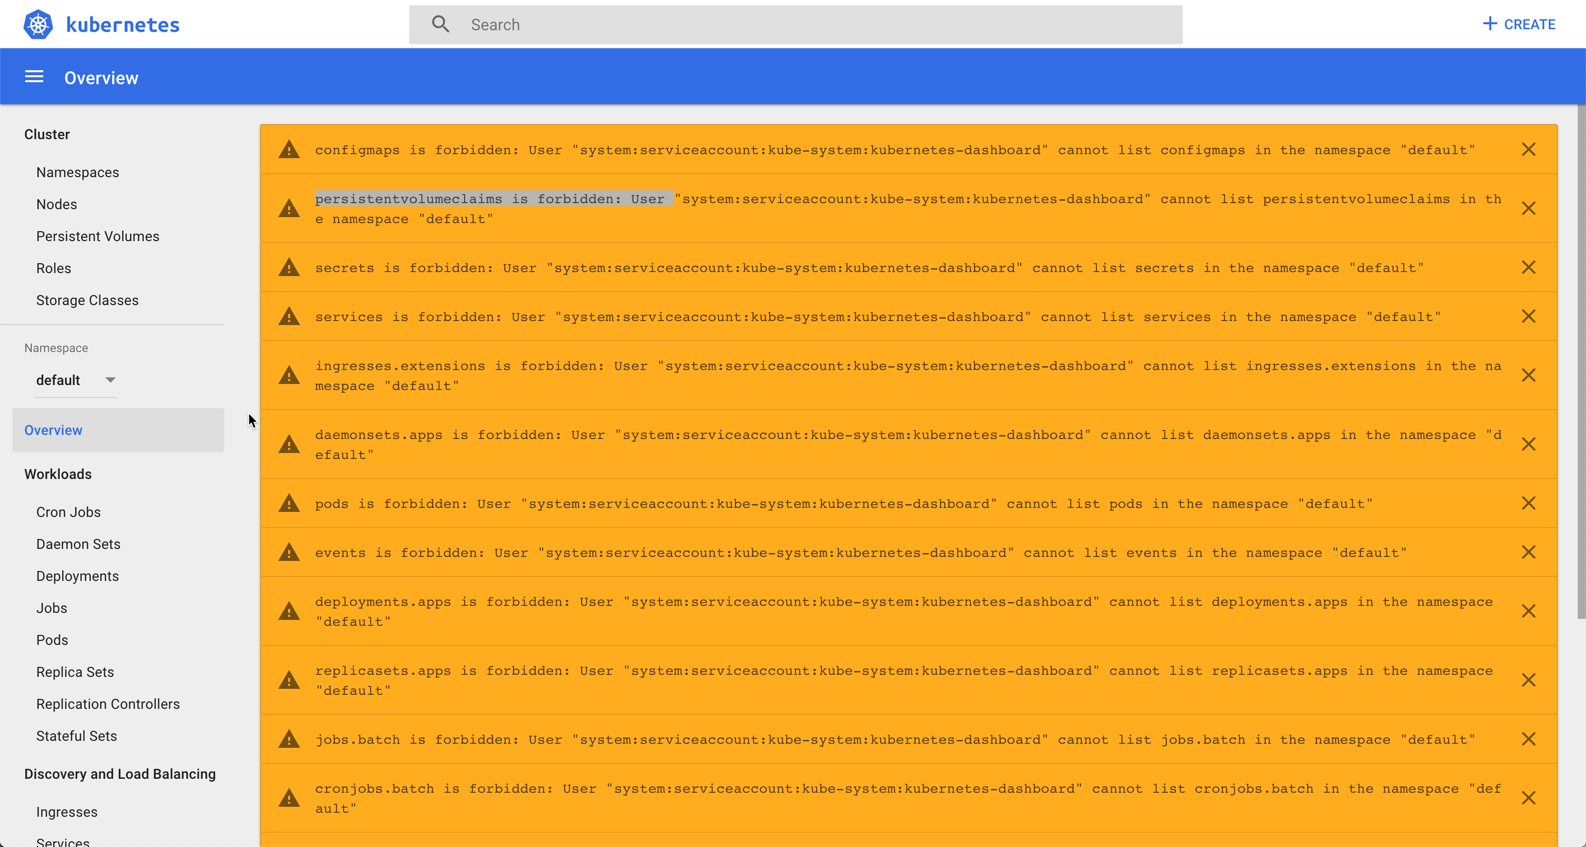 kubernetes
Search
CREATE
Overview
Cluster
Namespaces
Nodes
Persistent Volumes
Roles
Storage Classes
Namespace
default
Overview
Workloads
Cron Jobs
Daemon Sets
Deployments
Jobs
Pods
Replica Sets
Replication Controllers
Stateful Sets
Discovery and Load Balancing
Ingresses
Services
configmaps is forbidden: User "system:serviceaccount:kube-system:kubernetes-dashboard" cannot list configmaps in the namespace "default"
persistentvolumeclaims is forbidden: User "system:serviceaccount:kube-system:kubernetes-dashboard" cannot list persistentvolumeclaims in th
e namespace "default"
secrets is forbidden: User "system:serviceaccount:kube-system:kubernetes-dashboard" cannot list secrets in the namespace "default"
services is forbidden: User "system:serviceaccount:kube-system:kubernetes-dashboard" cannot list services in the namespace "default"
ingresses.extensions is forbidden: User "system:serviceaccount:kube-system:kubernetes-dashboard" cannot list ingresses.extensions in the na
mespace "default"
daemonsets.apps is forbidden: User "system:serviceaccount:kube-system:kubernetes-dashboard" cannot list daemonsets.apps in the namespace "d
efault"
pods is forbidden: User "system:serviceaccount:kube-system:kubernetes-dashboard" cannot list pods in the namespace "default"
events is forbidden: User "system:serviceaccount:kube-system:kubernetes-dashboard" cannot list events in the namespace "default"
deployments.apps is forbidden: User "system:serviceaccount:kube-system:kubernetes-dashboard" cannot list deployments.apps in the namespace
"default"
replicasets.apps is forbidden: User "system:serviceaccount:kube-system:kubernetes-dashboard" cannot list replicasets.apps in the namespace
"default"
jobs.batch is forbidden: User "system:serviceaccount:kube-system:kubernetes-dashboard" cannot list jobs.batch in the namespace "default"
cronjobs.batch is forbidden: User "system:serviceaccount:kube-system:kubernetes-dashboard" cannot list cronjobs.batch in the namespace "def
ault"